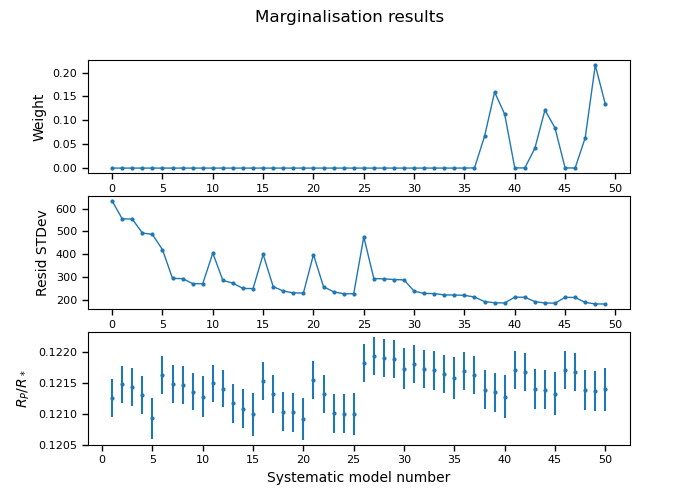 Marginalisation results
Weight
0.20
0.15
0.10
0.05
0.00
0 5 10 15 20 25 30 35 40 45 50
Resid STDev
600
500
400
300
200
0 5 10 15 20 25 30 35 40 45 50
R_P/R_*
0.1220
0.1215
0.1210
0.1205
0 5 10 15 20 25 30 35 40 45 50
Systematic model number